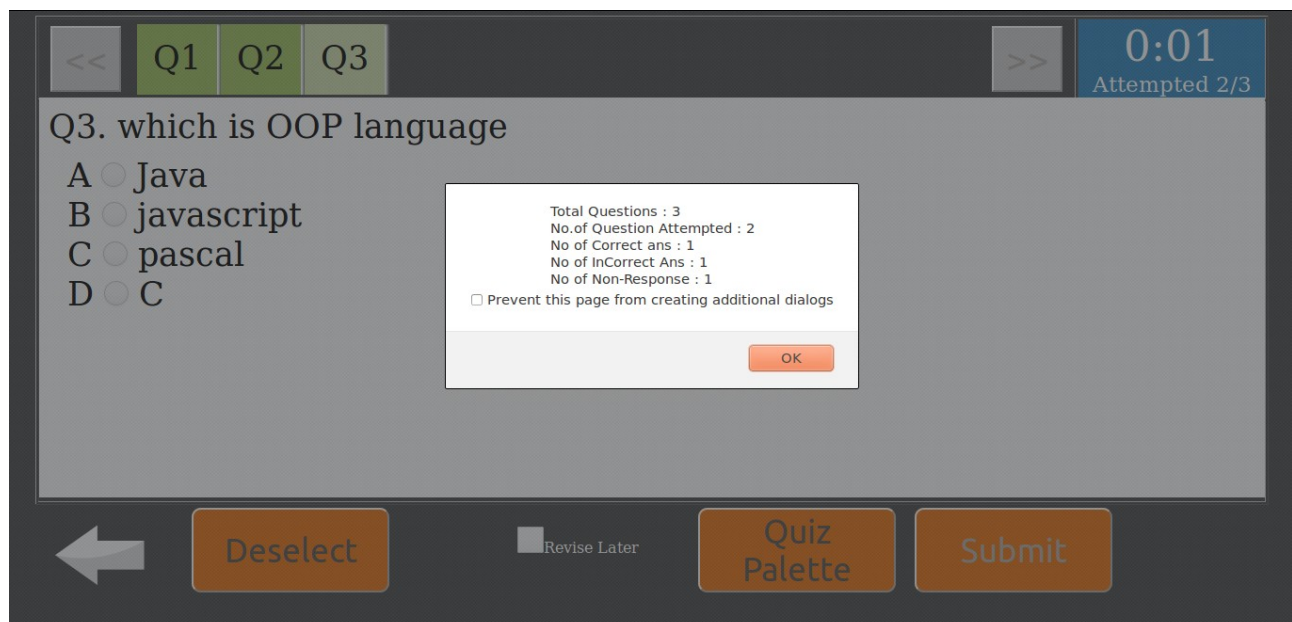 << Q1 Q2 Q3 >> 0:01
Attempted 2/3
Q3. which is OOP language
A Java
B javascript
C pascal
D C
Total Questions : 3
No.of Question Attempted : 2
No of Correct ans : 1
No of InCorrect Ans : 1
No of Non-Response : 1
Prevent this page from creating additional dialogs
OK
Deselect
Revise Later
Quiz
Palette
Submit